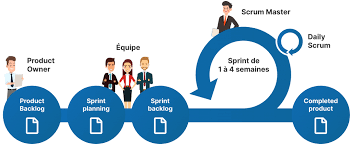 Scrum Master
Product
Owner
Équipe
Sprint de
1 à 4 semaines
Daily
Scrum
Product
Backlog
Sprint
planning
Sprint
backlog
Completed
product